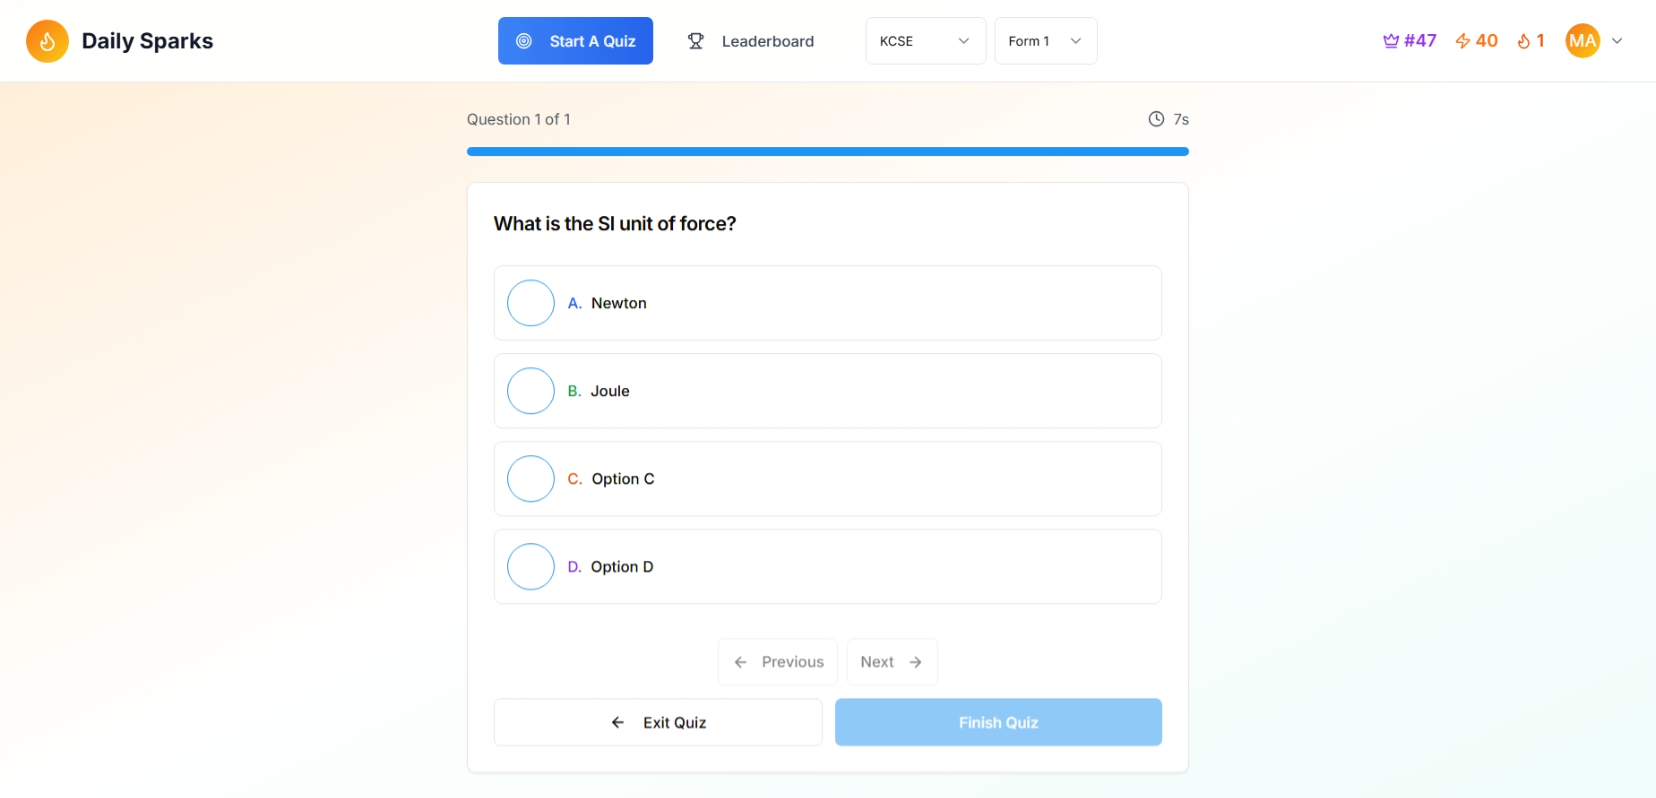 Daily Sparks
Start A Quiz
Leaderboard
KCSE
Form 1
#47
40
1
MA
Question 1 of 1
7s
What is the SI unit of force?
A. Newton
B. Joule
C. Option C
D. Option D
Previous
Next
Exit Quiz
Finish Quiz